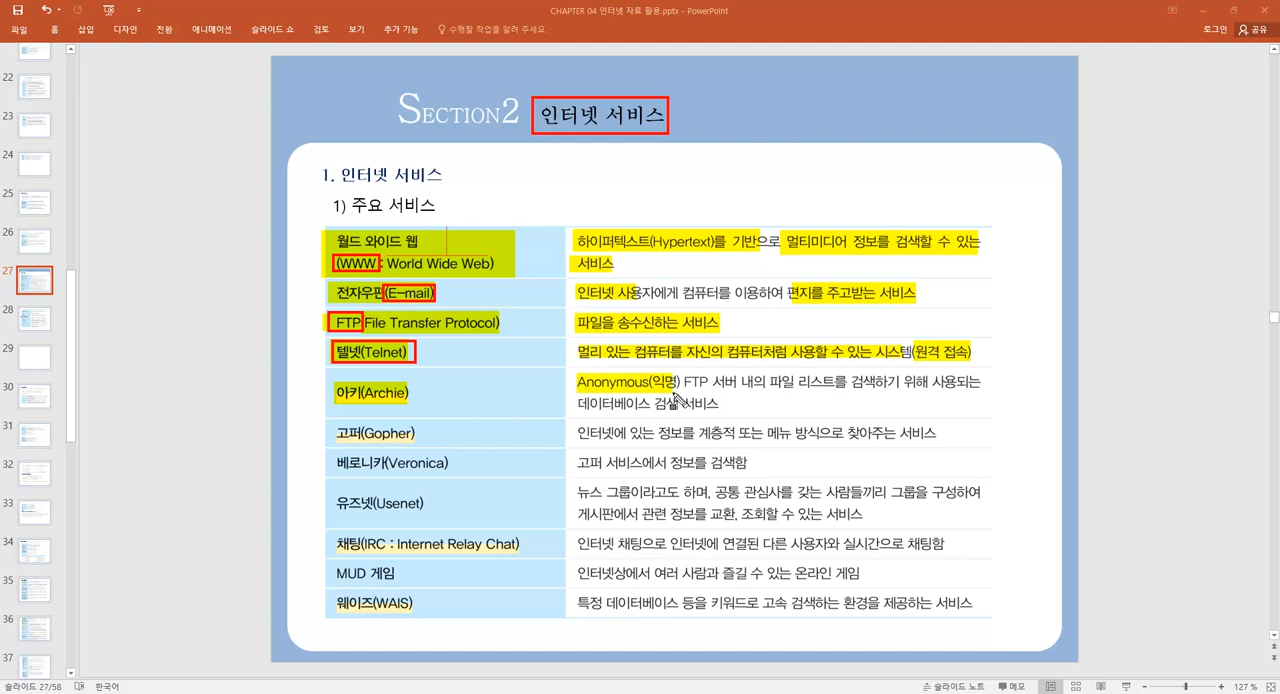 CHAPTER 04 인터넷 자료 활용.pptx - PowerPoint
파일 홈 삽입 디자인 전환 애니메이션 슬라이드 쇼 검토 보기 추가 기능 수행할 작업을 알려 주세요. 로그인 공유
22
23
24
25
26
27
28
29
30
31
32
33
34
35
36
37
SECTION2 인터넷 서비스
1. 인터넷 서비스
1) 주요 서비스
월드 와이드 웹
(WWW : World Wide Web)
하이퍼텍스트(Hypertext)를 기반으로 멀티미디어 정보를 검색할 수 있는
서비스
전자우편(E-mail)
인터넷 사용자에게 컴퓨터를 이용하여 편지를 주고받는 서비스
FTP(File Transfer Protocol)
파일을 송수신하는 서비스
텔넷(Telnet)
멀리 있는 컴퓨터를 자신의 컴퓨터처럼 사용할 수 있는 시스템(원격 접속)
아키(Archie)
Anonymous(익명) FTP 서버 내의 파일 리스트를 검색하기 위해 사용되는
데이터베이스 검색 서비스
고퍼(Gopher)
인터넷에 있는 정보를 계층적 또는 메뉴 방식으로 찾아주는 서비스
베로니카(Veronica)
고퍼 서비스에서 정보를 검색함
유즈넷(Usenet)
뉴스 그룹이라고도 하며, 공통 관심사를 갖는 사람들끼리 그룹을 구성하여
게시판에서 관련 정보를 교환, 조회할 수 있는 서비스
채팅(IRC : Internet Relay Chat)
인터넷 채팅으로 인터넷에 연결된 다른 사용자와 실시간으로 채팅함
MUD 게임
인터넷상에서 여러 사람과 즐길 수 있는 온라인 게임
웨이즈(WAIS)
특정 데이터베이스 등을 키워드로 고속 검색하는 환경을 제공하는 서비스
슬라이드 27/58 한국어 슬라이드 노트 메모 127 %